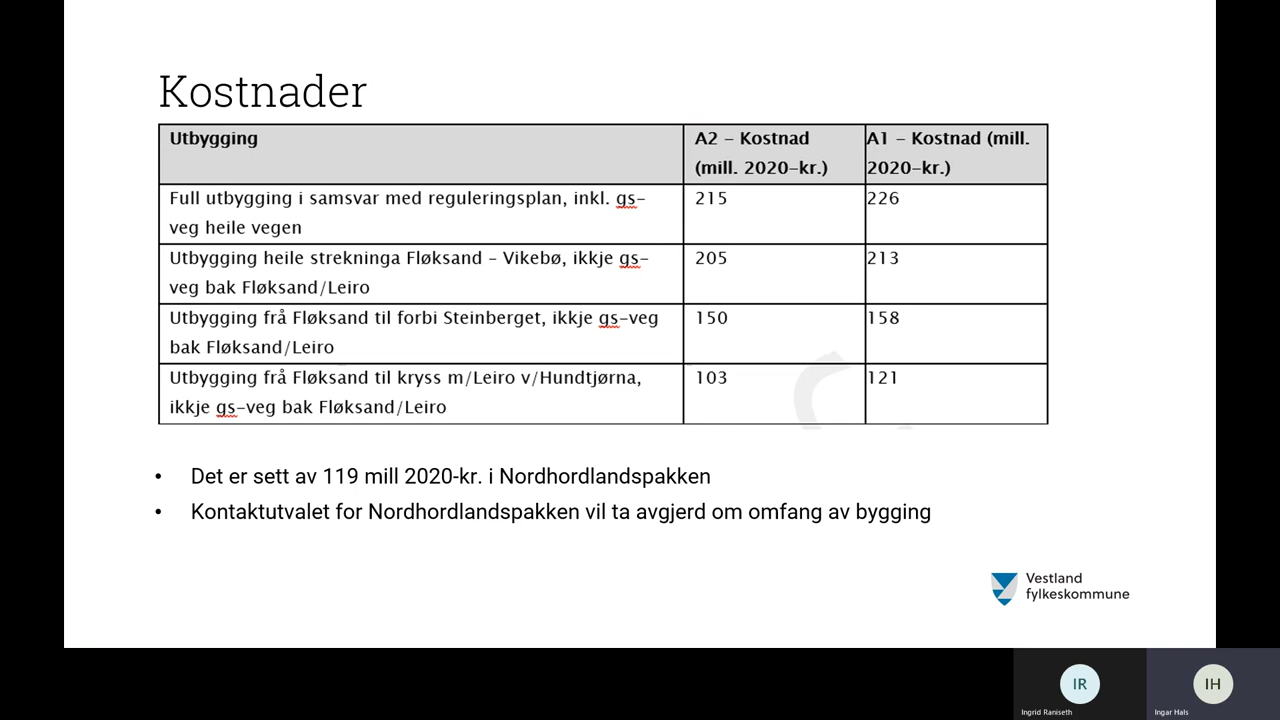 Kostnader
Utbygging
A2 – Kostnad
(mill. 2020–kr.)
A1 – Kostnad (mill.
2020–kr.)
Full utbygging i samsvar med reguleringsplan, inkl. gs–
veg heile vegen
215
226
Utbygging heile strekninga Fløksand – Vikebø, ikkje gs–
veg bak Fløksand/Leiro
205
213
Utbygging frå Fløksand til forbi Steinberget, ikkje gs–veg
bak Fløksand/Leiro
150
158
Utbygging frå Fløksand til kryss m/Leiro v/Hundtjørna,
ikkje gs–veg bak Fløksand/Leiro
103
121
• Det er sett av 119 mill 2020-kr. i Nordhordlandspakken
• Kontaktutvalet for Nordhordlandspakken vil ta avgjerd om omfang av bygging
Vestland
fylkeskommune
IR
IH
Ingrid Raniseth
Ingar Hals